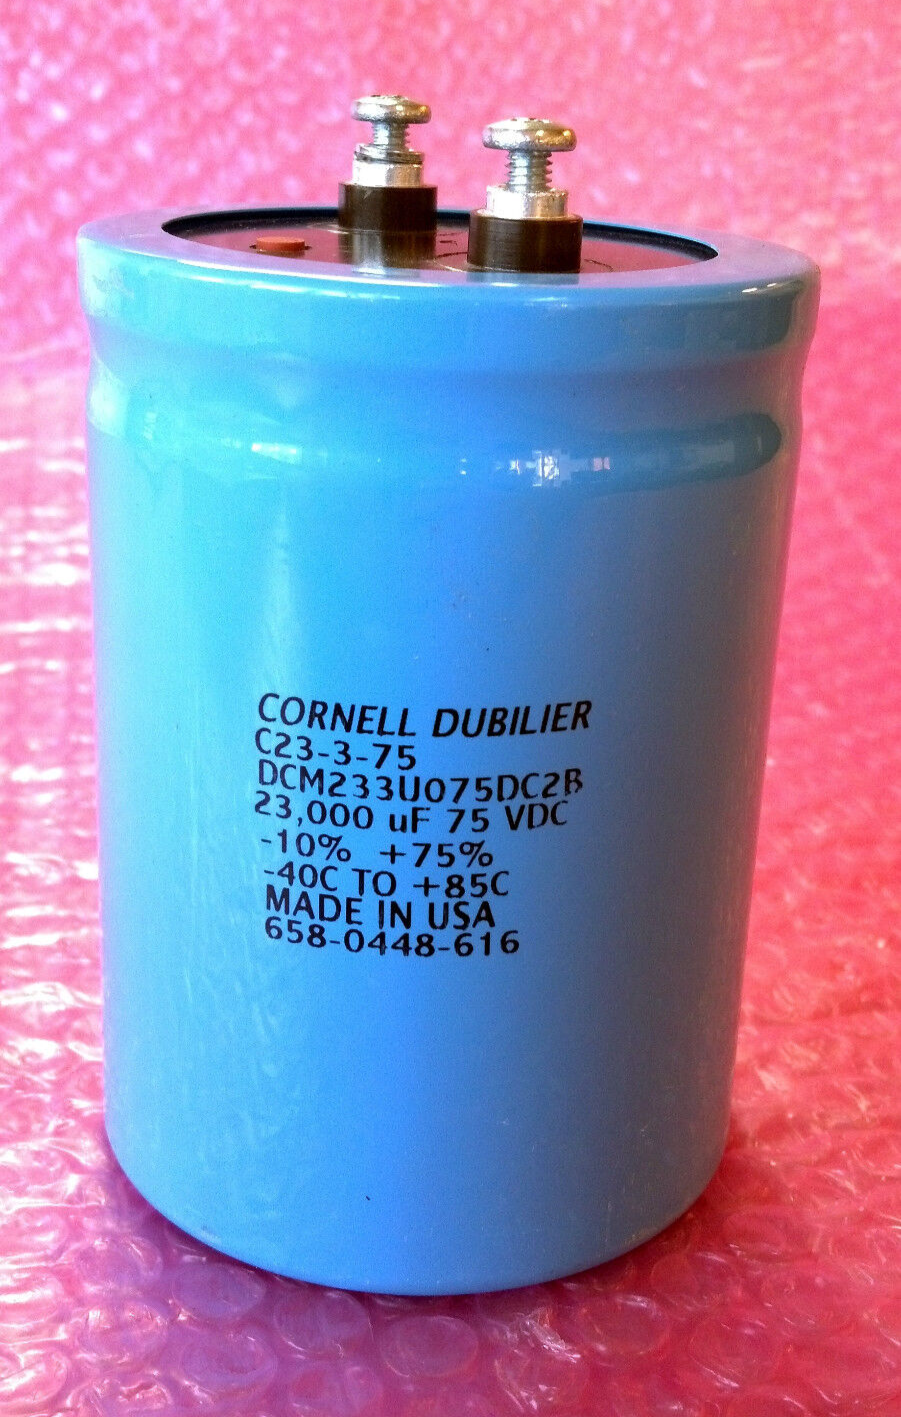 CORNELL DUBILIER
C23-3-75
DCM233U075DC2B
23,000 uF 75 VDC
-10% +75%
-40C TO +85C
MADE IN USA
658-0448-616